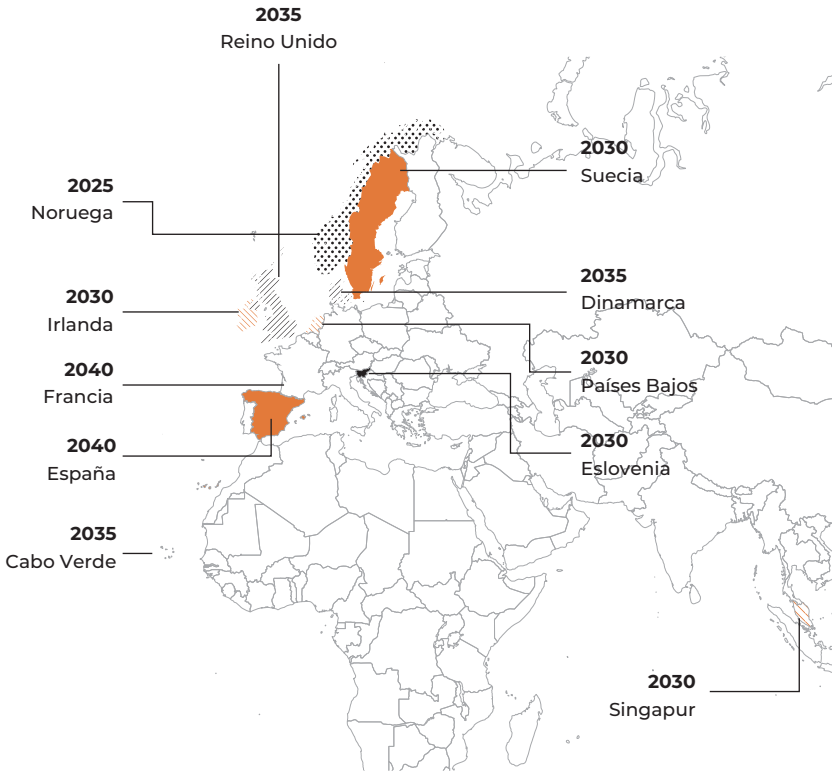 2035
Reino Unido
2030
Suecia
2025
Noruega
2035
Dinamarca
2030
Irlanda
2030
Países Bajos
2040
Francia
2030
Eslovenia
2040
España
2035
Cabo Verde
2030
Singapur